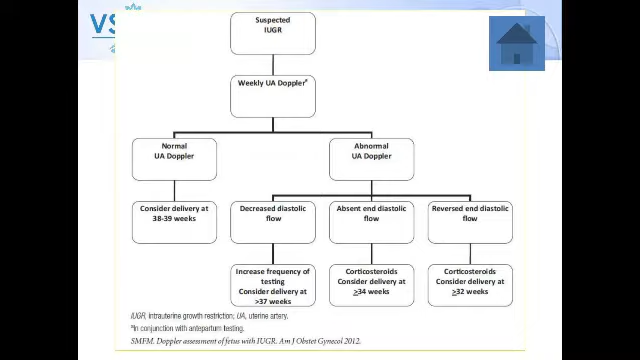 VS
Suspected
IUGR
Weekly UA Dopplerª
Normal
UA Doppler
Abnormal
UA Doppler
Consider delivery at
38-39 weeks
Decreased diastolic
flow
Absent end diastolic
flow
Reversed end diastolic
flow
Increase frequency of
testing
Consider delivery at
>37 weeks
Corticosteroids
Consider delivery at
≥34 weeks
Corticosteroids
Consider delivery at
≥32 weeks
IUGR, intrauterine growth restriction; UA, uterine artery.
ªIn conjunction with antepartum testing.
SMFM. Doppler assessment of fetus with IUGR. Am J Obstet Gynecol 2012.